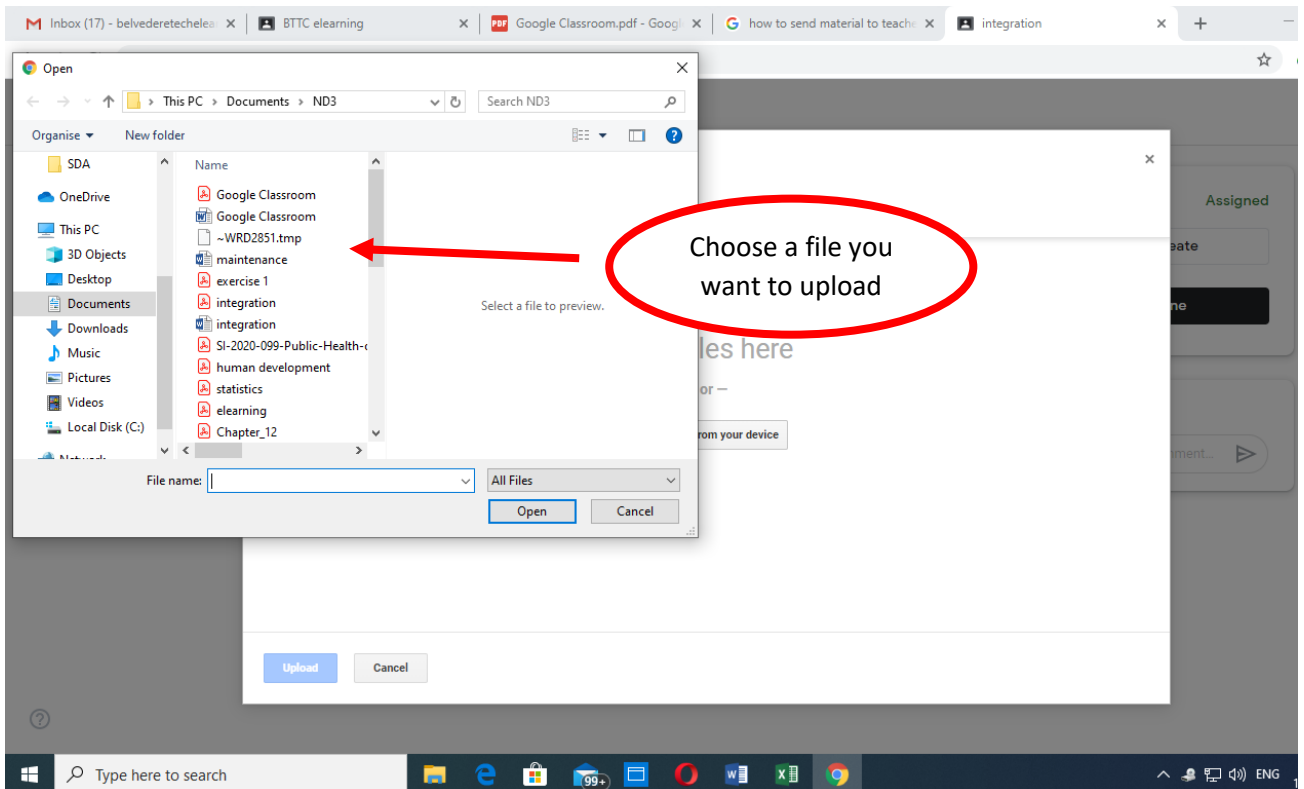 Inbox (17) - belvederetechelea
BTTC elearning
Google Classroom.pdf - Googl
how to send material to teache
integration
Open
This PC > Documents > ND3
Search ND3
Organise
New folder
SDA
OneDrive
This PC
3D Objects
Desktop
Documents
Downloads
Music
Pictures
Videos
Local Disk (C:)
Network
Name
Google Classroom
Google Classroom
~WRD2851.tmp
maintenance
exercise 1
integration
integration
SI-2020-099-Public-Health-c
human development
statistics
elearning
Chapter_12
Select a file to preview.
File name:
All Files
Open
Cancel
Choose a file you
want to upload
Assigned
eate
ne
les here
or —
rom your device
ment...
Upload
Cancel
Type here to search
99+
ENG